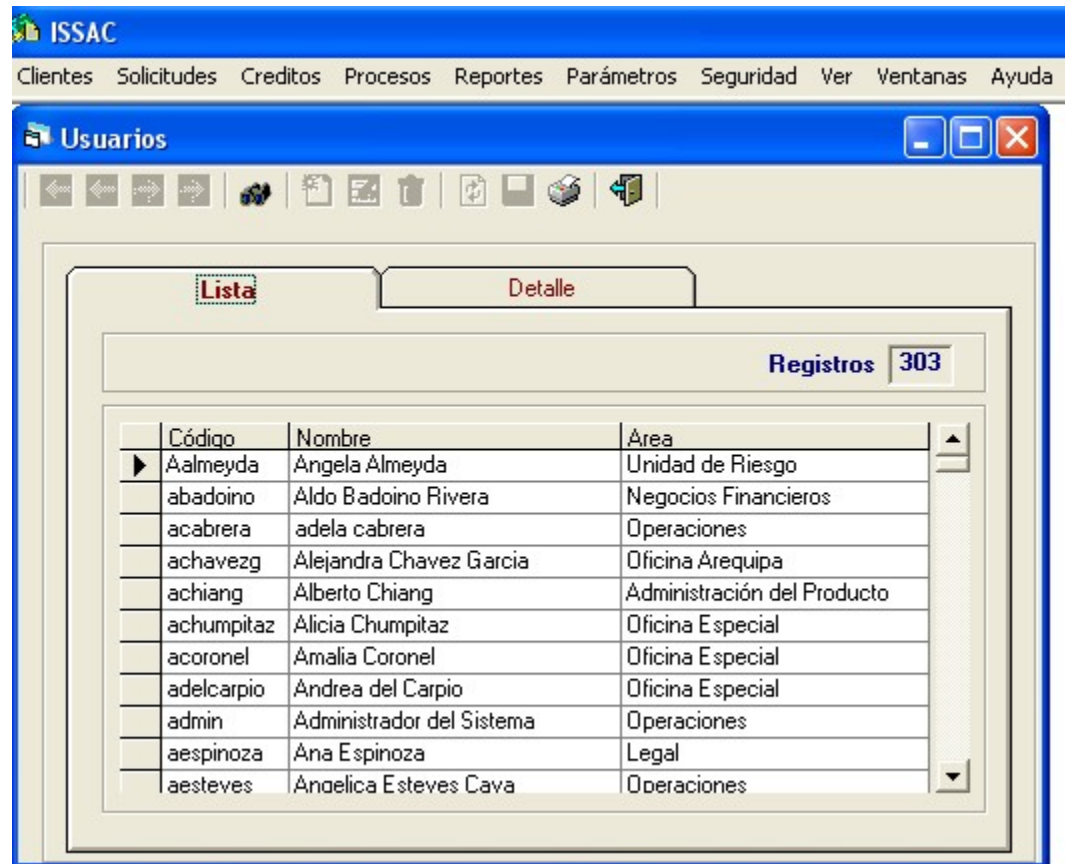 ISSAC
Clientes Solicitudes Creditos Procesos Reportes Parámetros Seguridad Ver Ventanas Ayuda
Usuarios
Lista Detalle
Registros 303
Código Nombre Area
Aalmeyda Angela Almeyda Unidad de Riesgo
abadoino Aldo Badoino Rivera Negocios Financieros
acabrera adela cabrera Operaciones
achavezg Alejandra Chavez Garcia Oficina Arequipa
achiang Alberto Chiang Administración del Producto
achumpitaz Alicia Chumpitaz Oficina Especial
acoronel Amalia Coronel Oficina Especial
adelcarpio Andrea del Carpio Oficina Especial
admin Administrador del Sistema Operaciones
aespinoza Ana Espinoza Legal
aesteves Angelica Esteves Cava Operaciones